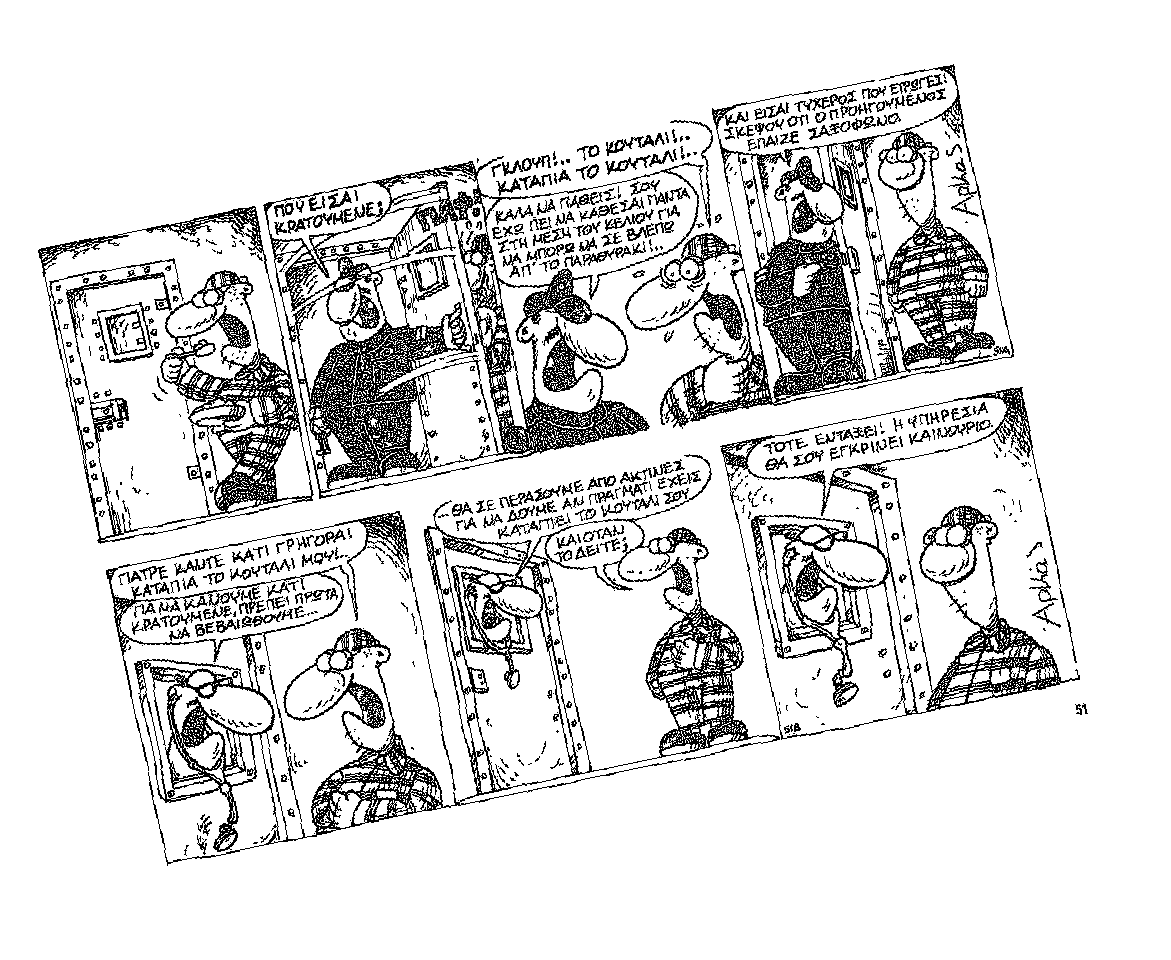 ΠΟΥ ΕΙΣΑΙ
ΚΡΑΤΟΥΜΕΝΕ;
ΓΚΛΟΥΠ!.. ΤΟ ΚΟΥΤΑΛΙ!..
ΚΑΤΑΠΙΑ ΤΟ ΚΟΥΤΑΛΙ!..
ΚΑΛΑ ΝΑ ΠΑΘΕΙΣ! ΣΟΥ
ΕΧΩ ΠΕΙ ΝΑ ΚΑΘΕΣΑΙ ΠΑΝΤΑ
ΣΤΗ ΜΕΣΗ ΤΟΥ ΚΕΛΙΟΥ ΓΙΑ
ΝΑ ΜΠΟΡΩ ΝΑ ΣΕ ΒΛΕΠΩ
ΑΠ' ΤΟ ΠΑΡΑΘΥΡΑΚΙ!..
ΚΑΙ ΕΙΣΑΙ ΤΥΧΕΡΟΣ ΠΟΥ ΕΤΡΩΓΕΣ!
ΣΚΕΨΟΥ ΟΤΙ Ο ΠΡΟΗΓΟΥΜΕΝΟΣ
ΕΠΑΙΖΕ ΣΑΞΟΦΩΝΟ.
Αρκάς
51Α
ΓΙΑΤΡΕ ΚΑΝΤΕ ΚΑΤΙ ΓΡΗΓΟΡΑ!
ΚΑΤΑΠΙΑ ΤΟ ΚΟΥΤΑΛΙ ΜΟΥ!..
ΓΙΑ ΝΑ ΚΑΝΟΥΜΕ ΚΑΤΙ
ΚΡΑΤΟΥΜΕΝΕ, ΠΡΕΠΕΙ ΠΡΩΤΑ
ΝΑ ΒΕΒΑΙΩΘΟΥΜΕ...
...ΘΑ ΣΕ ΠΕΡΑΣΟΥΜΕ ΑΠΟ ΑΚΤΙΝΕΣ
ΓΙΑ ΝΑ ΔΟΥΜΕ ΑΝ ΠΡΑΓΜΑΤΙ ΕΧΕΙΣ
ΚΑΤΑΠΙΕΙ ΤΟ ΚΟΥΤΑΛΙ ΣΟΥ
ΚΑΙ ΟΤΑΝ
ΤΟ ΔΕΙΤΕ;
ΤΟΤΕ ΕΝΤΑΞΕΙ! Η ΥΠΗΡΕΣΙΑ
ΘΑ ΣΟΥ ΕΓΚΡΙΝΕΙ ΚΑΙΝΟΥΡΙΟ.
Αρκάς
51Β
51